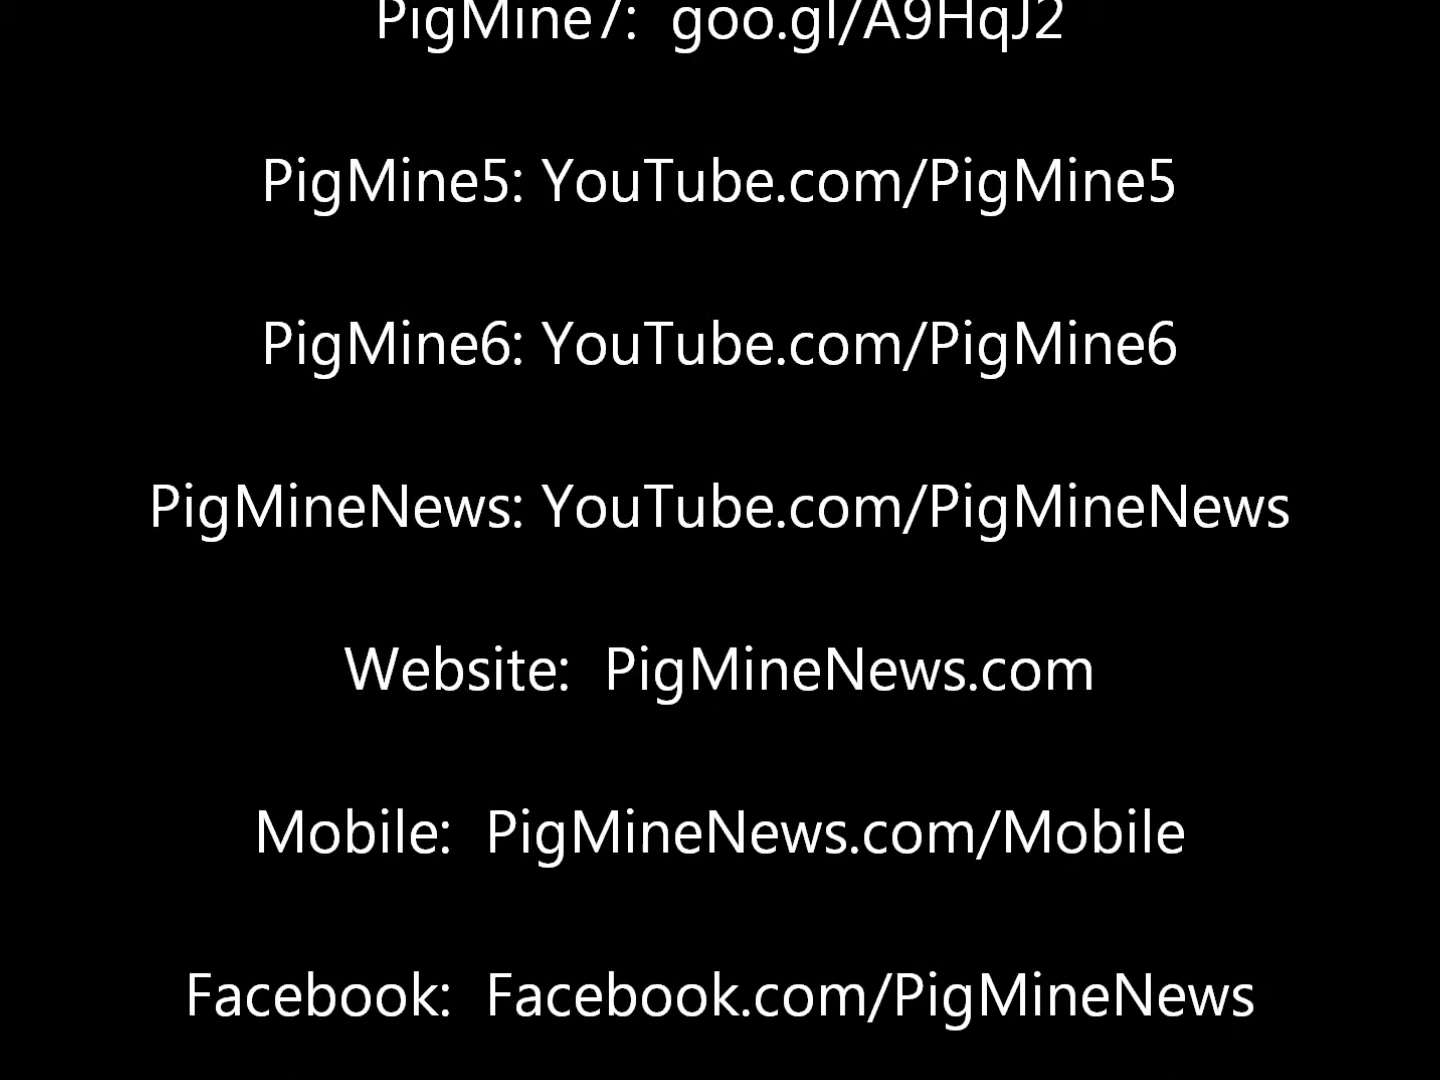 PigMine7:  goo.gl/A9HqJ2
PigMine5: YouTube.com/PigMine5
PigMine6: YouTube.com/PigMine6
PigMineNews: YouTube.com/PigMineNews
Website:  PigMineNews.com
Mobile:  PigMineNews.com/Mobile
Facebook:  Facebook.com/PigMineNews